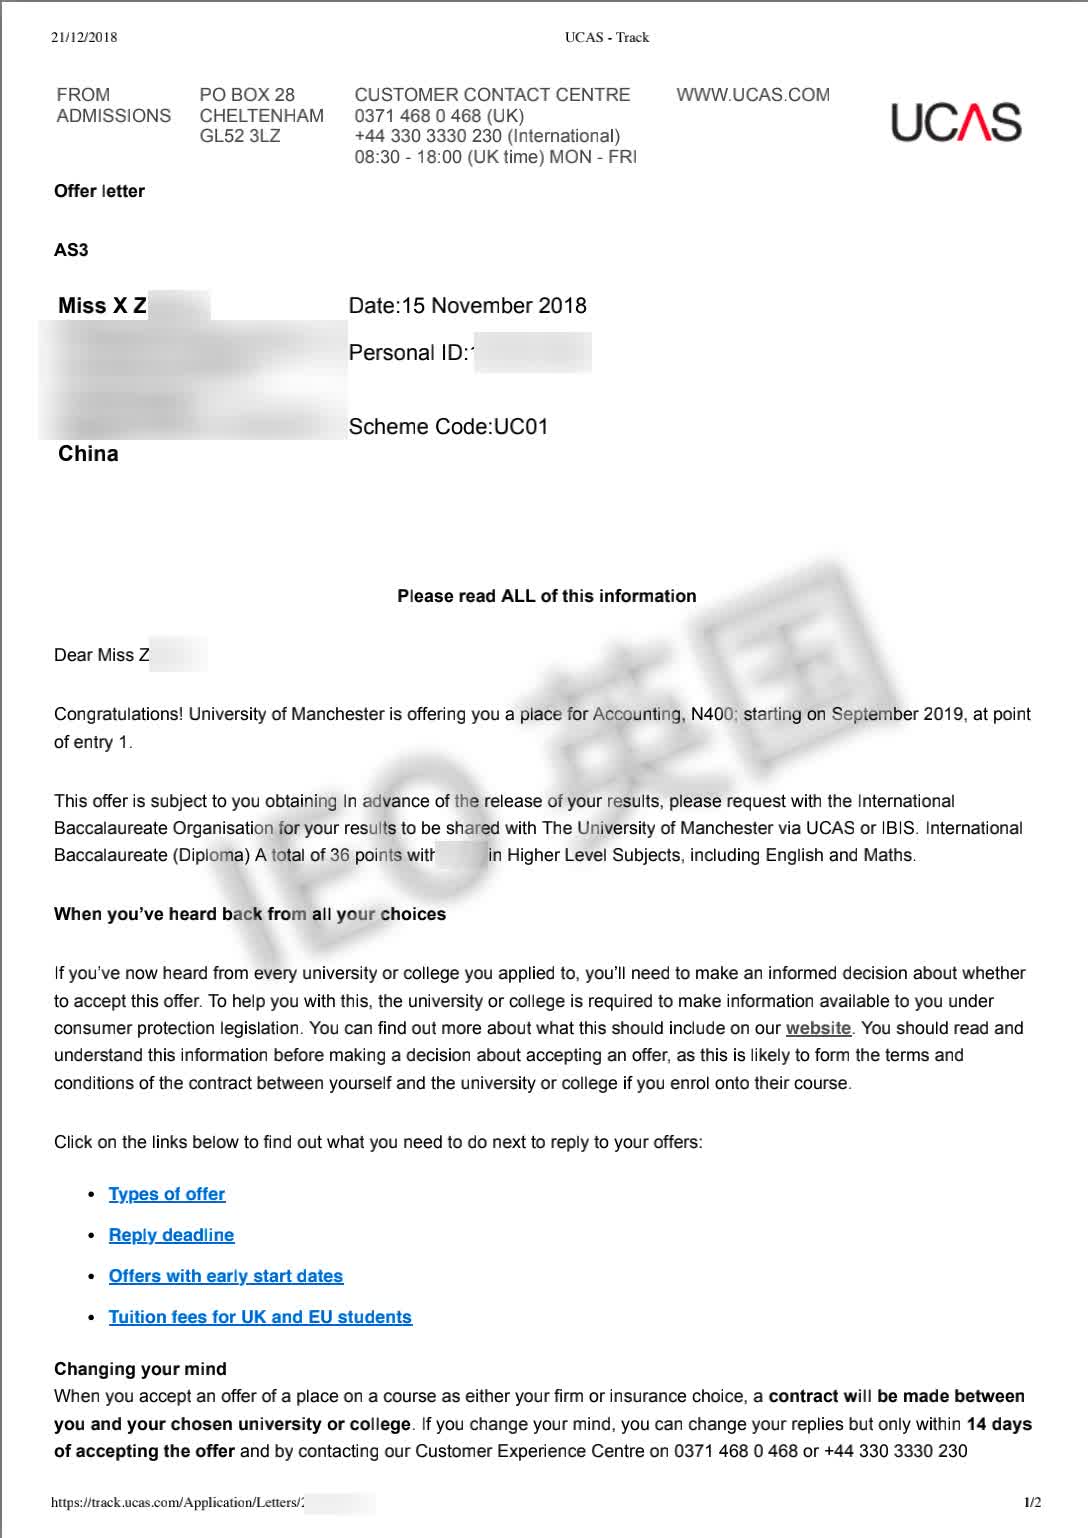 21/12/2018 UCAS - Track
FROM ADMISSIONS
PO BOX 28
CHELTENHAM
GL52 3LZ
CUSTOMER CONTACT CENTRE
0371 468 0 468 (UK)
+44 330 3330 230 (International)
08:30 - 18:00 (UK time) MON - FRI
WWW.UCAS.COM
UCAS
Offer letter
AS3
Miss X Z
China
Date:15 November 2018
Personal ID:
Scheme Code:UC01
Please read ALL of this information
Dear Miss Z
Congratulations! University of Manchester is offering you a place for Accounting, N400; starting on September 2019, at point
of entry 1.
This offer is subject to you obtaining In advance of the release of your results, please request with the International
Baccalaureate Organisation for your results to be shared with The University of Manchester via UCAS or IBIS. International
Baccalaureate (Diploma) A total of 36 points with in Higher Level Subjects, including English and Maths.
When you've heard back from all your choices
If you've now heard from every university or college you applied to, you'll need to make an informed decision about whether
to accept this offer. To help you with this, the university or college is required to make information available to you under
consumer protection legislation. You can find out more about what this should include on our website. You should read and
understand this information before making a decision about accepting an offer, as this is likely to form the terms and
conditions of the contract between yourself and the university or college if you enrol onto their course.
Click on the links below to find out what you need to do next to reply to your offers:
• Types of offer
• Reply deadline
• Offers with early start dates
• Tuition fees for UK and EU students
Changing your mind
When you accept an offer of a place on a course as either your firm or insurance choice, a contract will be made between
you and your chosen university or college. If you change your mind, you can change your replies but only within 14 days
of accepting the offer and by contacting our Customer Experience Centre on 0371 468 0 468 or +44 330 3330 230
https://track.ucas.com/Application/Letters/ 1/2
IEO 英国